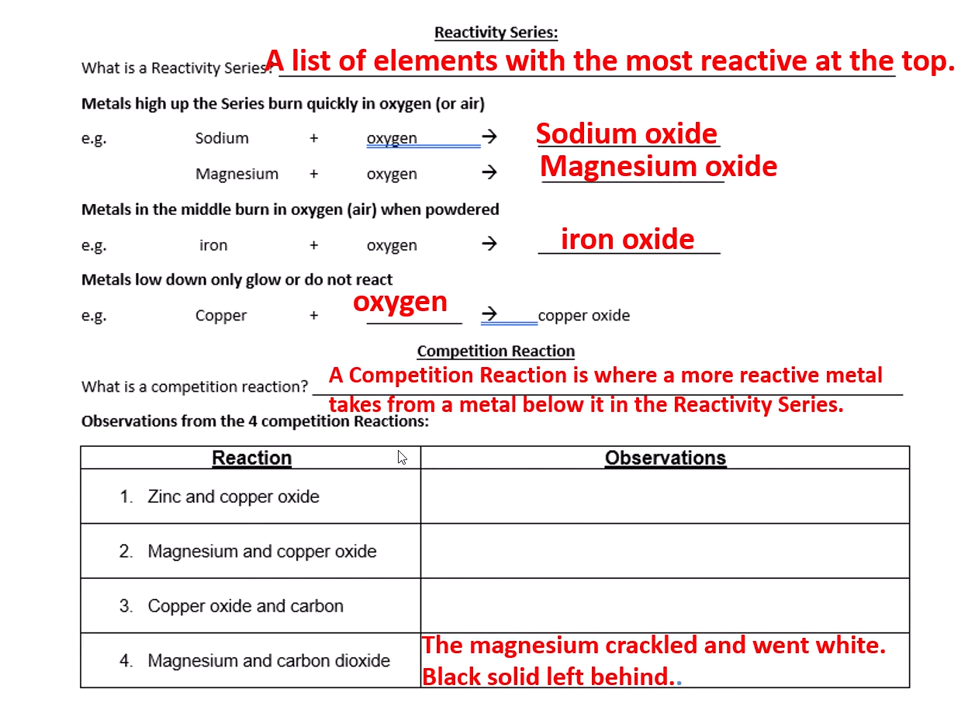 Reactivity Series:
What is a Reactivity Series? A list of elements with the most reactive at the top.
Metals high up the Series burn quickly in oxygen (or air)
e.g. Sodium + oxygen → Sodium oxide
Magnesium + oxygen → Magnesium oxide
Metals in the middle burn in oxygen (air) when powdered
e.g. iron + oxygen → iron oxide
Metals low down only glow or do not react
e.g. Copper + oxygen → copper oxide
Competition Reaction
What is a competition reaction? A Competition Reaction is where a more reactive metal
takes from a metal below it in the Reactivity Series.
Observations from the 4 competition Reactions:
Reaction Observations
1. Zinc and copper oxide
2. Magnesium and copper oxide
3. Copper oxide and carbon
4. Magnesium and carbon dioxide The magnesium crackled and went white.
Black solid left behind..